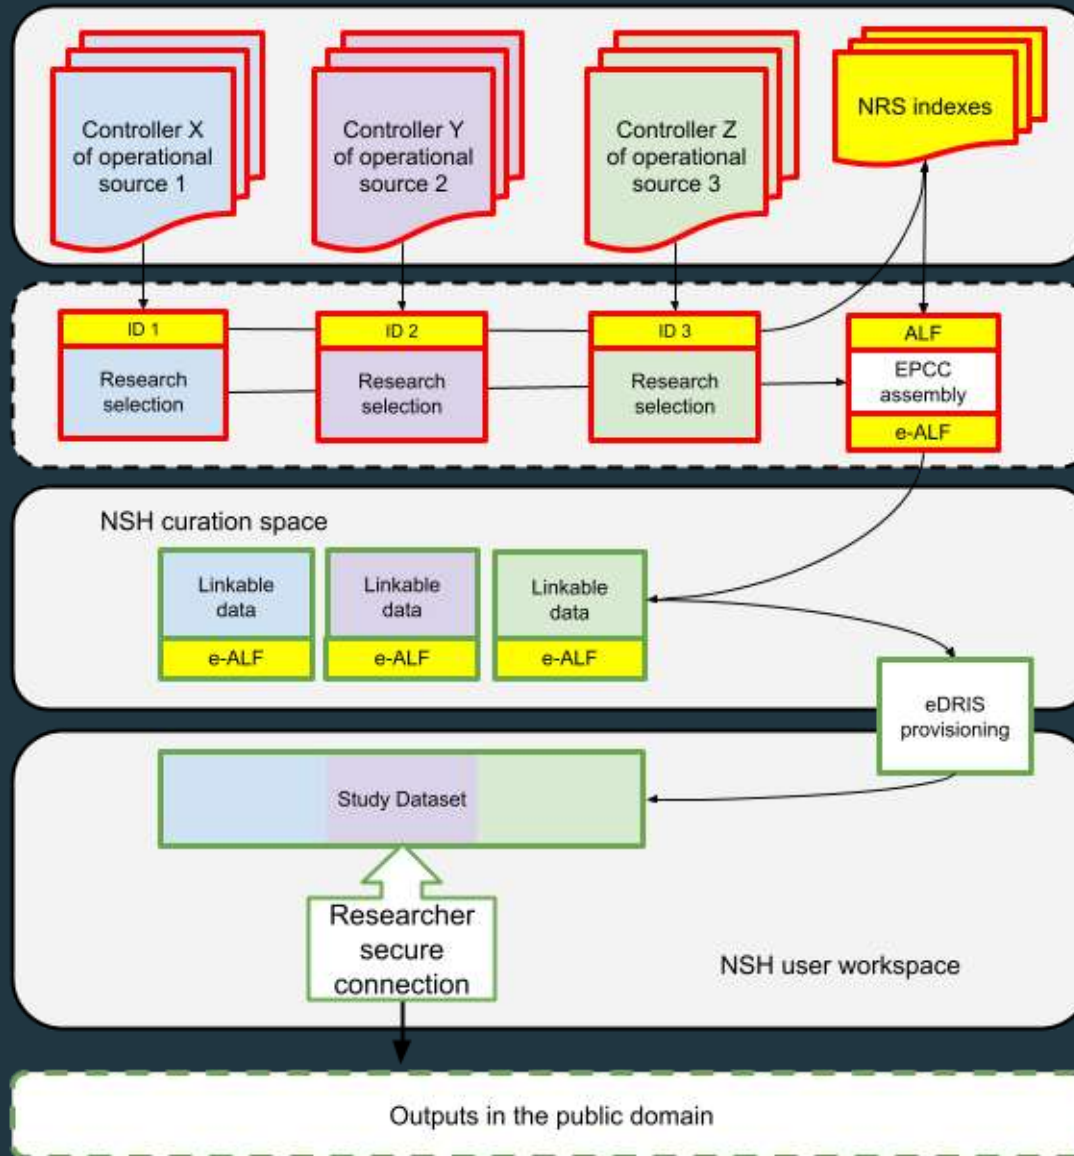 Controller X
of operational
source 1
Controller Y
of operational
source 2
Controller Z
of operational
source 3
NRS indexes
ID 1
Research
selection
ID 2
Research
selection
ID 3
Research
selection
ALF
EPCC
assembly
e-ALF
NSH curation space
Linkable
data
e-ALF
Linkable
data
e-ALF
Linkable
data
e-ALF
eDRIS
provisioning
Study Dataset
Researcher
secure
connection
NSH user workspace
Outputs in the public domain